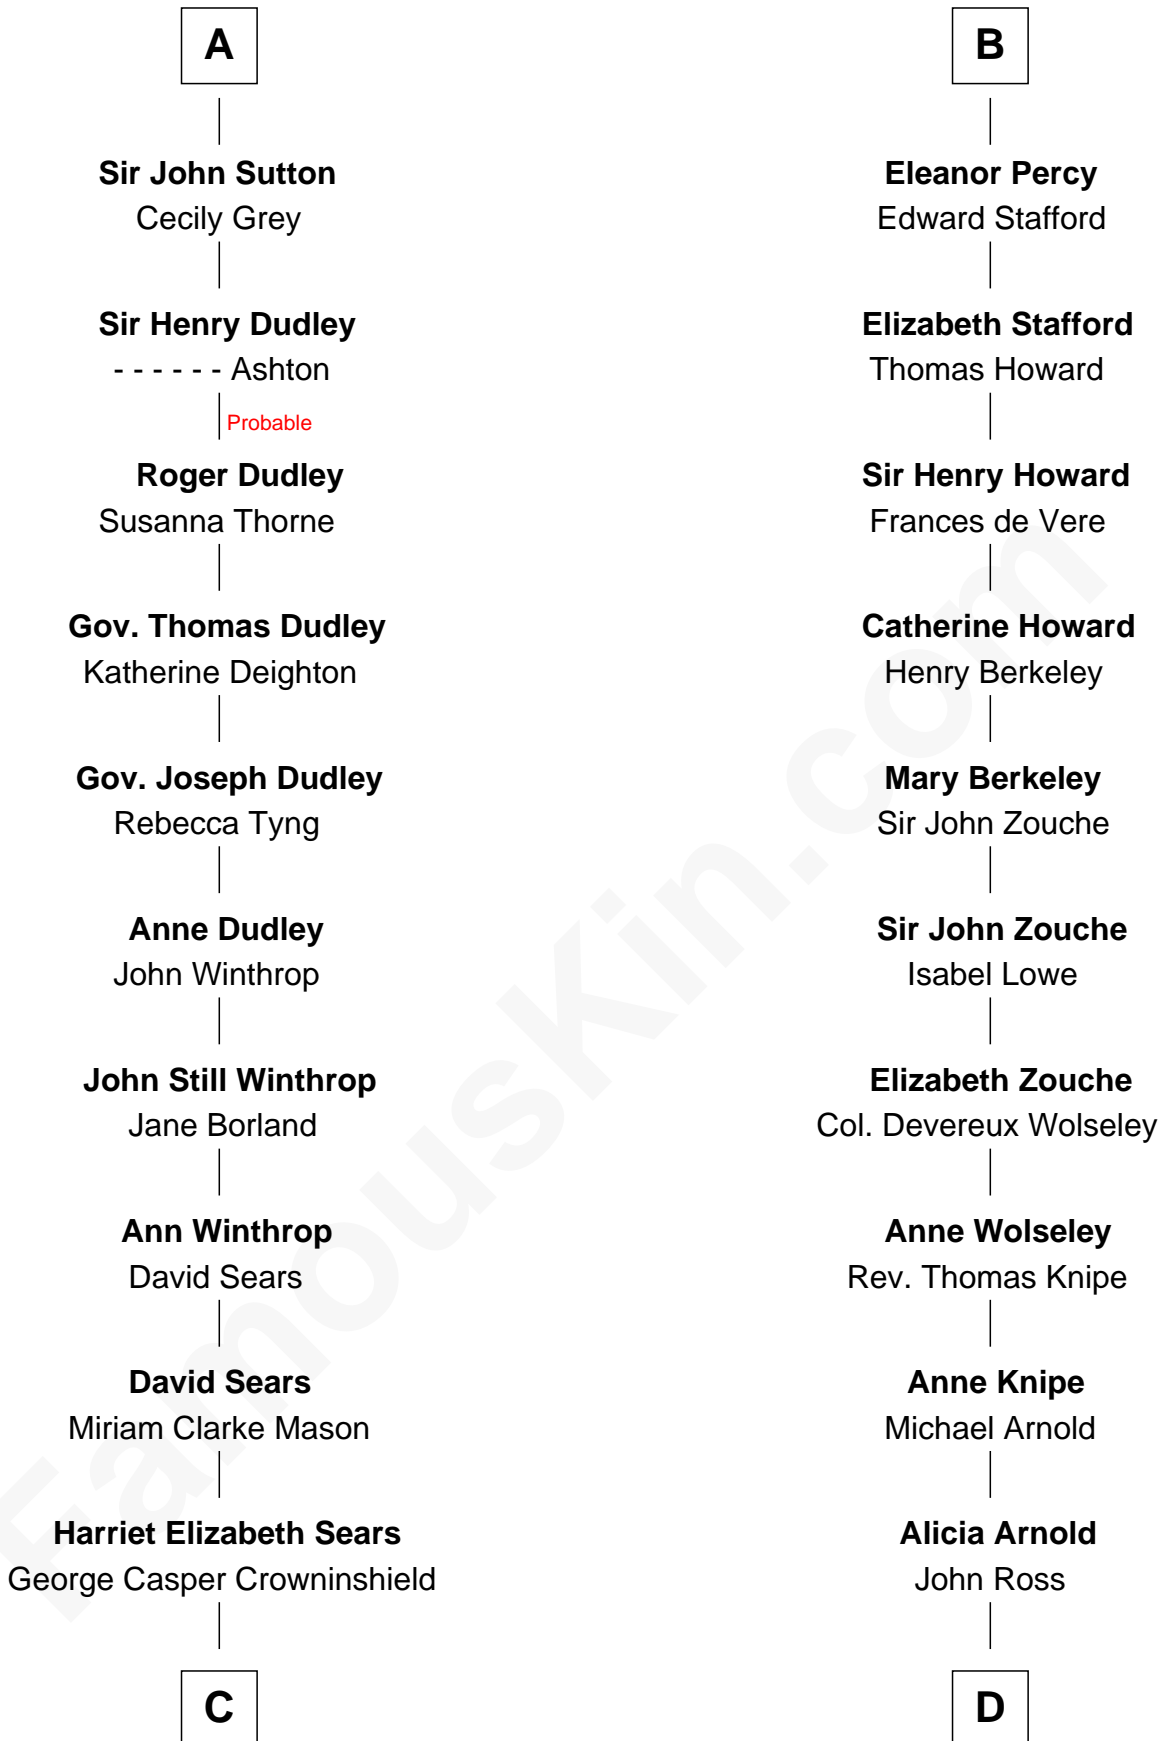 A
Sir John Sutton
Cecily Grey
Sir Henry Dudley
- - - - - - Ashton
Probable
Roger Dudley
Susanna Thorne
Gov. Thomas Dudley
Katherine Deighton
Gov. Joseph Dudley
Rebecca Tyng
Anne Dudley
John Winthrop
John Still Winthrop
Jane Borland
Ann Winthrop
David Sears
David Sears
Miriam Clarke Mason
Harriet Elizabeth Sears
George Casper Crowninshield
C
B
Eleanor Percy
Edward Stafford
Elizabeth Stafford
Thomas Howard
Sir Henry Howard
Frances de Vere
Catherine Howard
Henry Berkeley
Mary Berkeley
Sir John Zouche
Sir John Zouche
Isabel Lowe
Elizabeth Zouche
Col. Devereux Wolseley
Anne Wolseley
Rev. Thomas Knipe
Anne Knipe
Michael Arnold
Alicia Arnold
John Ross
D
FamousKin.com